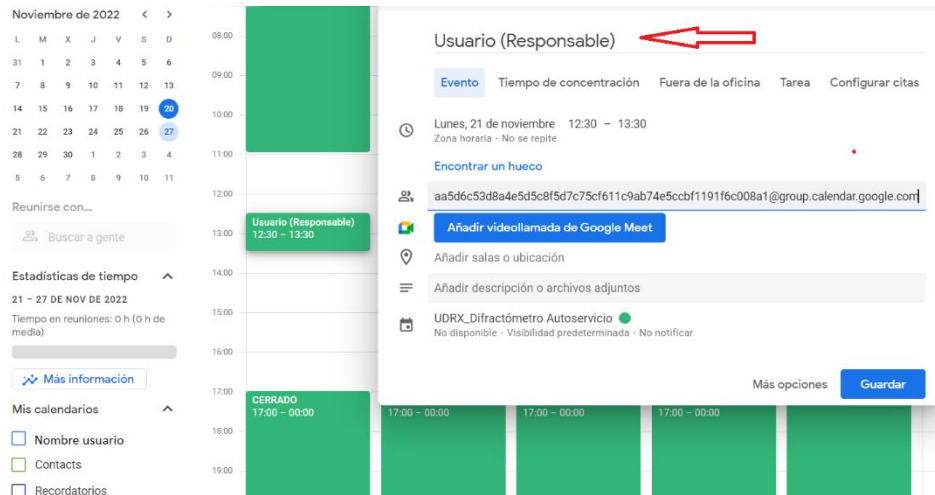 Noviembre de 2022
L M X J V S D
31 1 2 3 4 5 6
7 8 9 10 11 12 13
14 15 16 17 18 19 20
21 22 23 24 25 26 27
28 29 30 1 2 3 4
5 6 7 8 9 10 11
Reunirse con...
Buscar a gente
Estadísticas de tiempo
21 – 27 DE NOV DE 2022
Tiempo en reuniones: 0 h (0 h de
media)
Más información
Mis calendarios
Nombre usuario
Contacts
Recordatorios
08:00
09:00
10:00
11:00
12:00
13:00
14:00
15:00
16:00
17:00
18:00
19:00
Usuario (Responsable)
12:30 – 13:30
CERRADO
17:00 – 00:00
17:00 – 00:00
17:00 – 00:00
17:00 – 00:00
Usuario (Responsable)
Evento Tiempo de concentración Fuera de la oficina Tarea Configurar citas
Lunes, 21 de noviembre 12:30 – 13:30
Zona horaria · No se repite
Encontrar un hueco
aa5d6c53d8a4e5d5c8f5d7c75cf611c9ab74e5ccbf1191f6c008a1@group.calendar.google.com
Añadir videollamada de Google Meet
Añadir salas o ubicación
Añadir descripción o archivos adjuntos
UDRX_Difractómetro Autoservicio
No disponible · Visibilidad predeterminada · No notificar
Más opciones
Guardar